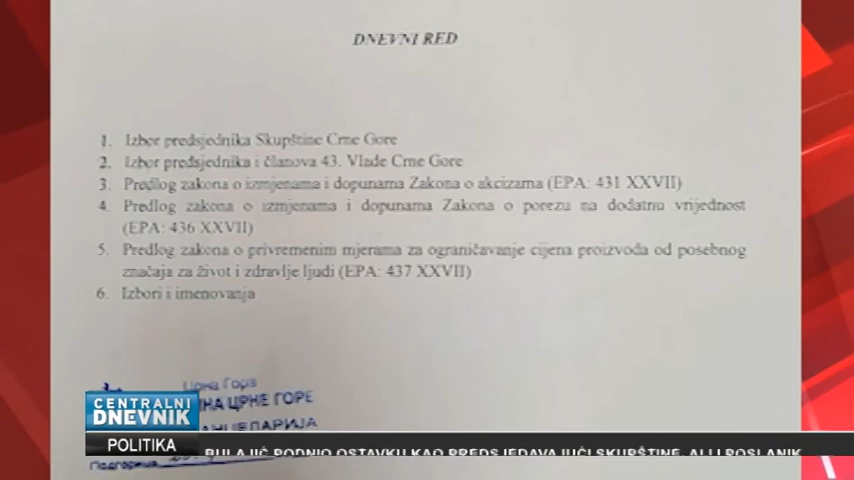 DNEVNI RED
1. Izbor predsjednika Skupštine Crne Gore
2. Izbor predsjednika i članova 43. Vlade Crne Gore
3. Predlog zakona o izmjenama i dopunama Zakona o akcizama (EPA: 431 XXVII)
4. Predlog zakona o izmjenama i dopunama Zakona o porezu na dodatnu vrijednost
(EPA: 436 XXVII)
5. Predlog zakona o privremenim mjerama za ograničavanje cijena proizvoda od posebnog
značaja za život i zdravlje ljudi (EPA: 437 XXVII)
6. Izbori i imenovanja
Црна Гора
ЦРНЕ ГОРЕ
CENTRALNI
DNEVNIK
POLITIKA
PODNIO OSTAVKU KAO PREDSJEDAVAJUĆI SKUPŠTINE, ALI I POSLANIK
Подгорица